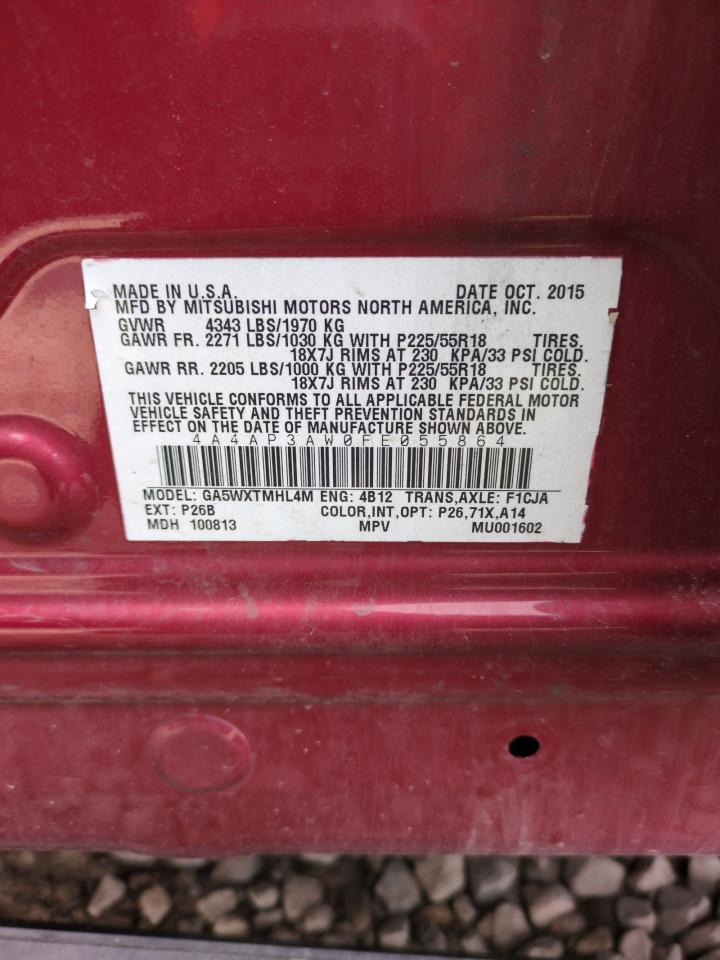 MADE IN U.S.A. DATE OCT. 2015
MFD BY MITSUBISHI MOTORS NORTH AMERICA, INC.
GVWR 4343 LBS/1970 KG
GAWR FR. 2271 LBS/1030 KG WITH P225/55R18 TIRES.
18X7J RIMS AT 230 KPA/33 PSI COLD.
GAWR RR. 2205 LBS/1000 KG WITH P225/55R18 TIRES.
18X7J RIMS AT 230 KPA/33 PSI COLD.
THIS VEHICLE CONFORMS TO ALL APPLICABLE FEDERAL MOTOR
VEHICLE SAFETY AND THEFT PREVENTION STANDARDS IN
EFFECT ON THE DATE OF MANUFACTURE SHOWN ABOVE.
4A4AP3AW0FE055864
MODEL: GA5WXTMHL4M ENG: 4B12 TRANS,AXLE: F1CJA
EXT: P26B COLOR,INT,OPT: P26,71X,A14
MDH 100813 MPV MU001602